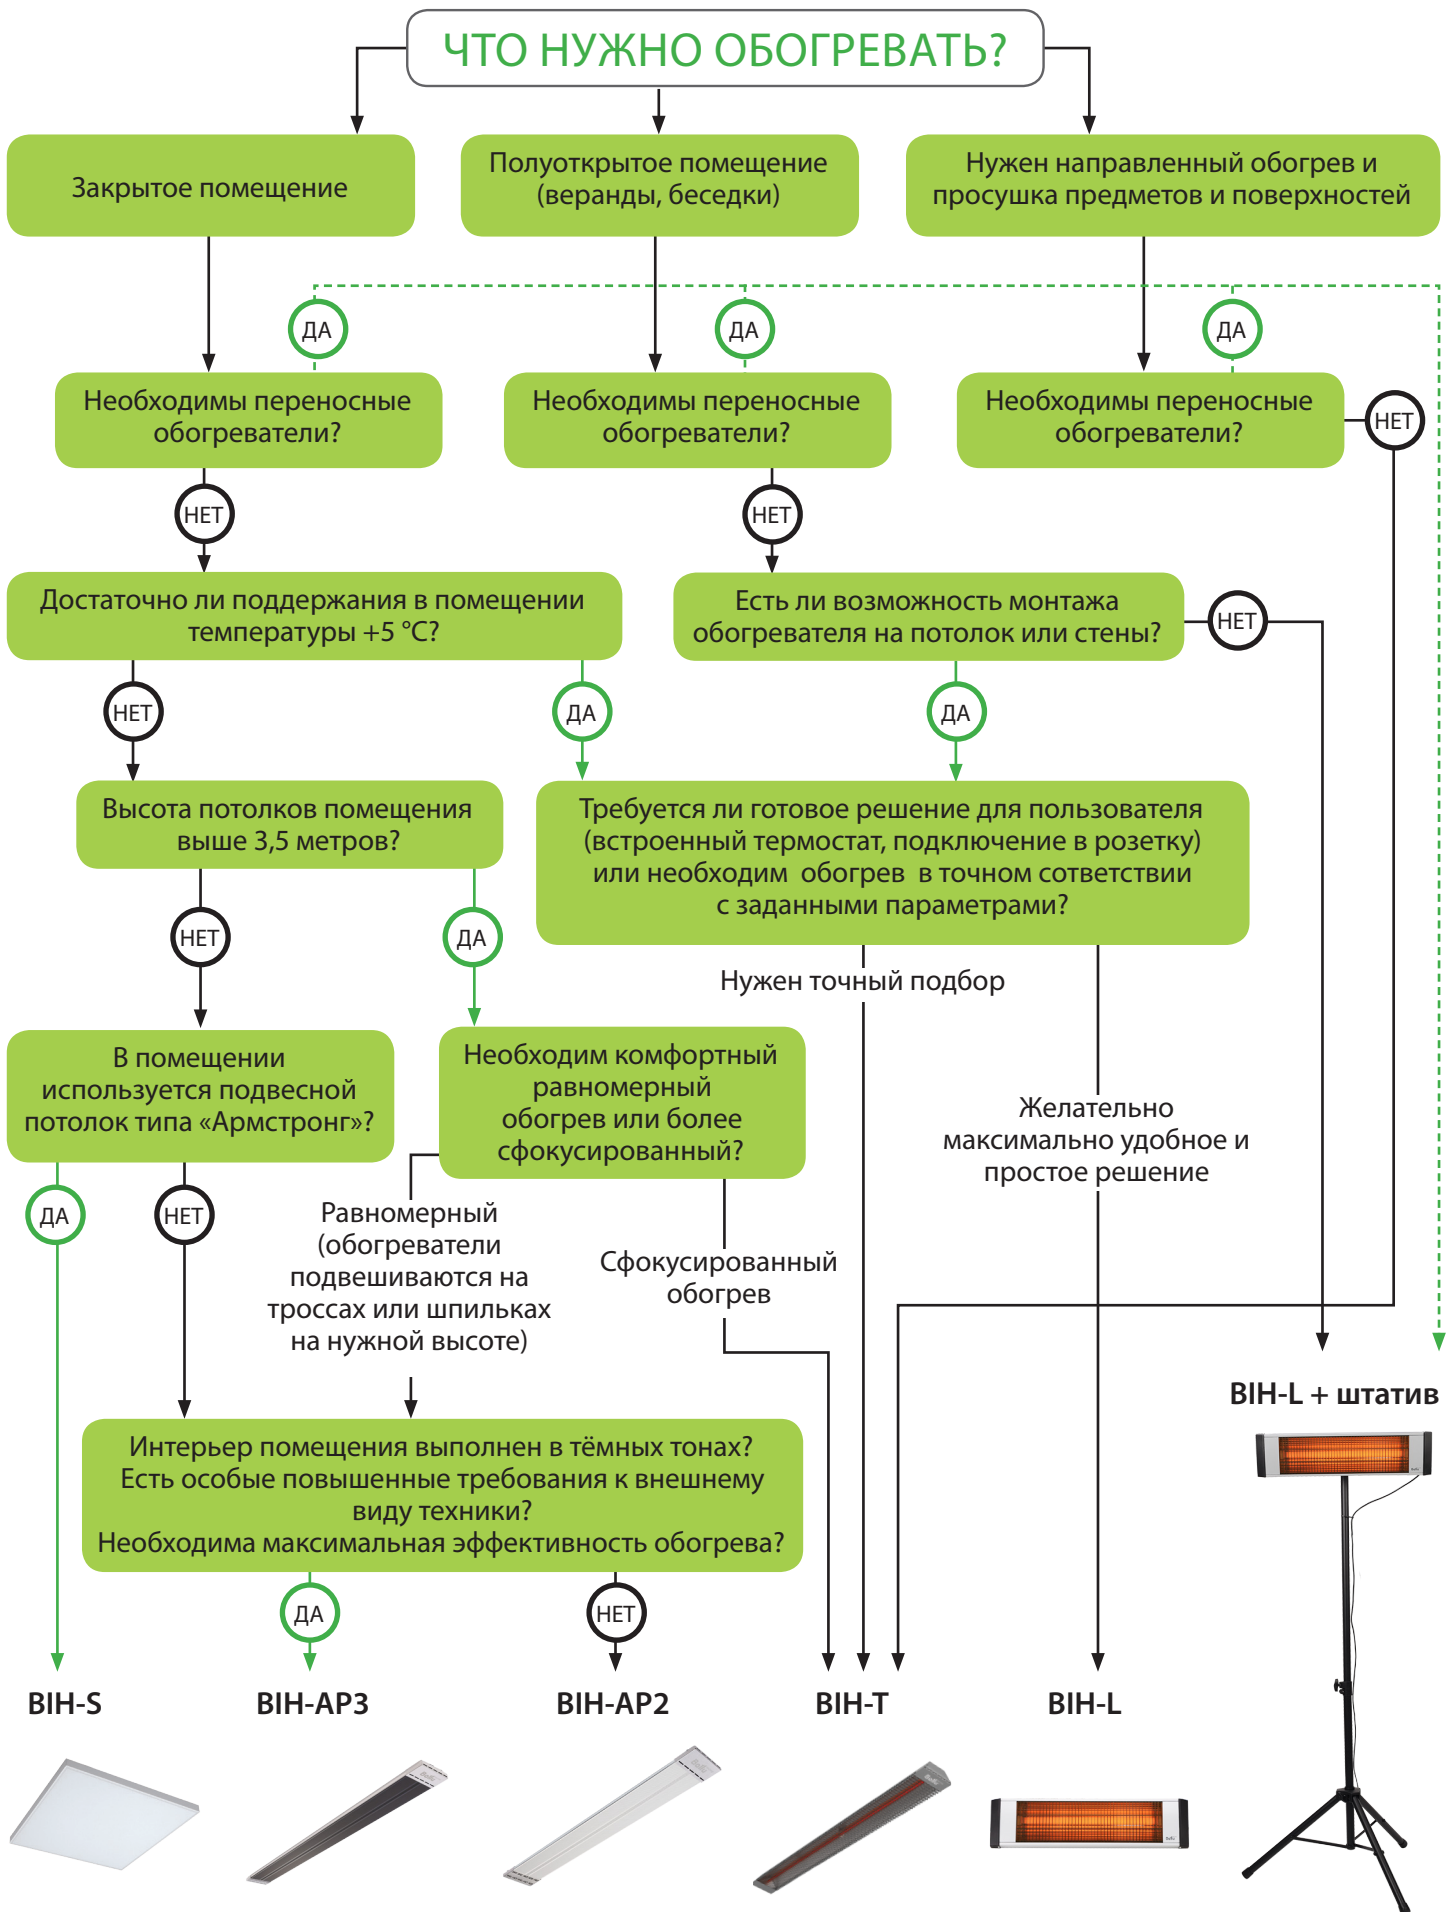 ЧТО НУЖНО ОБОГРЕВАТЬ?
Закрытое помещение
Полуоткрытое помещение
(веранды, беседки)
Нужен направленный обогрев и
просушка предметов и поверхностей
ДА
ДА
ДА
Необходимы переносные
обогреватели?
Необходимы переносные
обогреватели?
Необходимы переносные
обогреватели?
НЕТ
НЕТ
НЕТ
Достаточно ли поддержания в помещении
температуры +5 °С?
Есть ли возможность монтажа
обогревателя на потолок или стены?
НЕТ
НЕТ
ДА
ДА
Высота потолков помещения
выше 3,5 метров?
Требуется ли готовое решение для пользователя
(встроенный термостат, подключение в розетку)
или необходим обогрев в точном сответствии
с заданными параметрами?
НЕТ
ДА
Нужен точный подбор
В помещении
используется подвесной
потолок типа «Армстронг»?
Необходим комфортный
равномерный
обогрев или более
сфокусированный?
Желательно
максимально удобное и
простое решение
ДА
НЕТ
Равномерный
(обогреватели
подвешиваются на
троссах или шпильках
на нужной высоте)
Сфокусированный
обогрев
BIH-L + штатив
Интерьер помещения выполнен в тёмных тонах?
Есть особые повышенные требования к внешнему
виду техники?
Необходима максимальная эффективность обогрева?
ДА
НЕТ
BIH-S
BIH-AP3
BIH-AP2
BIH-T
BIH-L